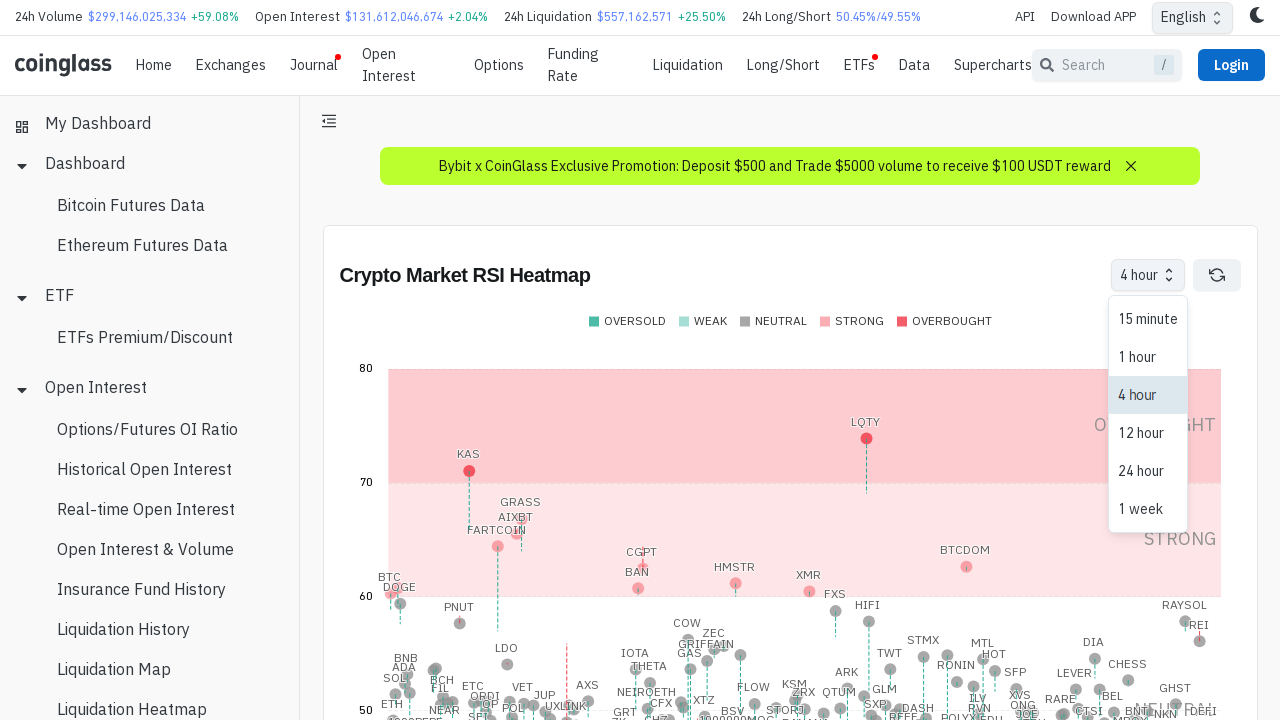 24h Volume $299,146,025,334 +59.08% Open Interest $131,612,046,674 +2.04% 24h Liquidation $557,162,571 +25.50% 24h Long/Short 50.45%/49.55% API Download APP English
coinglass Home Exchanges Journal Open Interest Options Funding Rate Liquidation Long/Short ETFs Data Supercharts Search / Login
My Dashboard
Dashboard
Bitcoin Futures Data
Ethereum Futures Data
ETF
ETFs Premium/Discount
Open Interest
Options/Futures OI Ratio
Historical Open Interest
Real-time Open Interest
Open Interest & Volume
Insurance Fund History
Liquidation History
Liquidation Map
Liquidation Heatmap
Bybit x CoinGlass Exclusive Promotion: Deposit $500 and Trade $5000 volume to receive $100 USDT reward
Crypto Market RSI Heatmap
4 hour
15 minute
1 hour
4 hour
12 hour
24 hour
1 week
OVERSOLD WEAK NEUTRAL STRONG OVERBOUGHT
80
LQTY
KAS
70
GRASS
AIXBT
FARTCOIN
STRONG
CGPT
BTCDOM
BAN
HMSTR
XMR
BTC
DOGE
60
FXS
PNUT
HIFI
RAYSOL
COW
REI
ZEC
STMX
GRIFFAIN
MTL
DIA
LDO
IOTA
GAS
TWT
HOT
BNB
ADA
THETA
RONIN
CHESS
SOL
ARK
SFP
BCH
LEVER
FIL
ETC
VET
AXS
FLOW
KSM
GLM
GHST
ORDI
JUP
NEIROETH
ZRX
QTUM
XVS
BEL
ETH
OP
UXLINK
CFX
XTZ
SXP
ILV
ONG
RARE
NEAR
POL
GRT
BSV
STORJ
DASH
RVN
JOE
CTSI
50